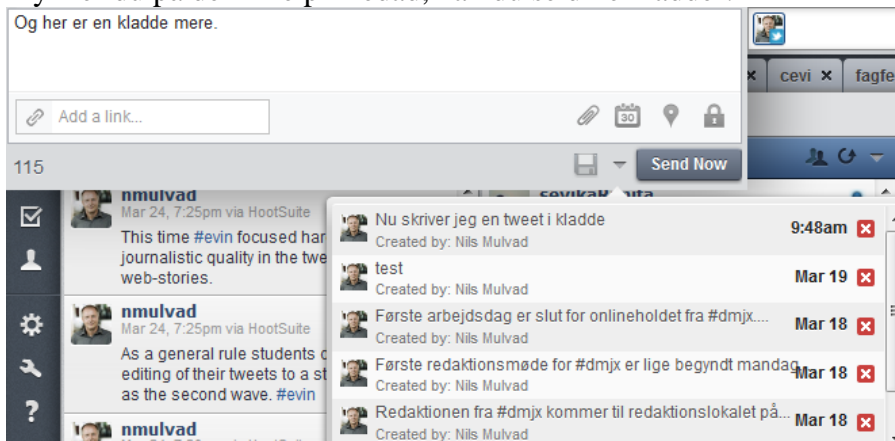 Og her er en kladde mere.
Add a link...
30
115
Send Now
cevi
fagfe
nmulvad
Mar 24, 7:25pm via HootSuite
This time #evin focused har
journalistic quality in the twe
web-stories.
nmulvad
Mar 24, 7:25pm via HootSuite
As a general rule students
editing of their tweets to a st
as the second wave. #evin
nmulvad
Nu skriver jeg en tweet i kladde
Created by: Nils Mulvad
9:48am
test
Created by: Nils Mulvad
Mar 19
Første arbejdsdag er slut for onlineholdet fra #dmjx....
Created by: Nils Mulvad
Mar 18
Første redaktionsmøde for #dmjx er lige begyndt mandag
Created by: Nils Mulvad
Mar 18
Redaktionen fra #dmjx kommer til redaktionslokalet på...
Created by: Nils Mulvad
Mar 18